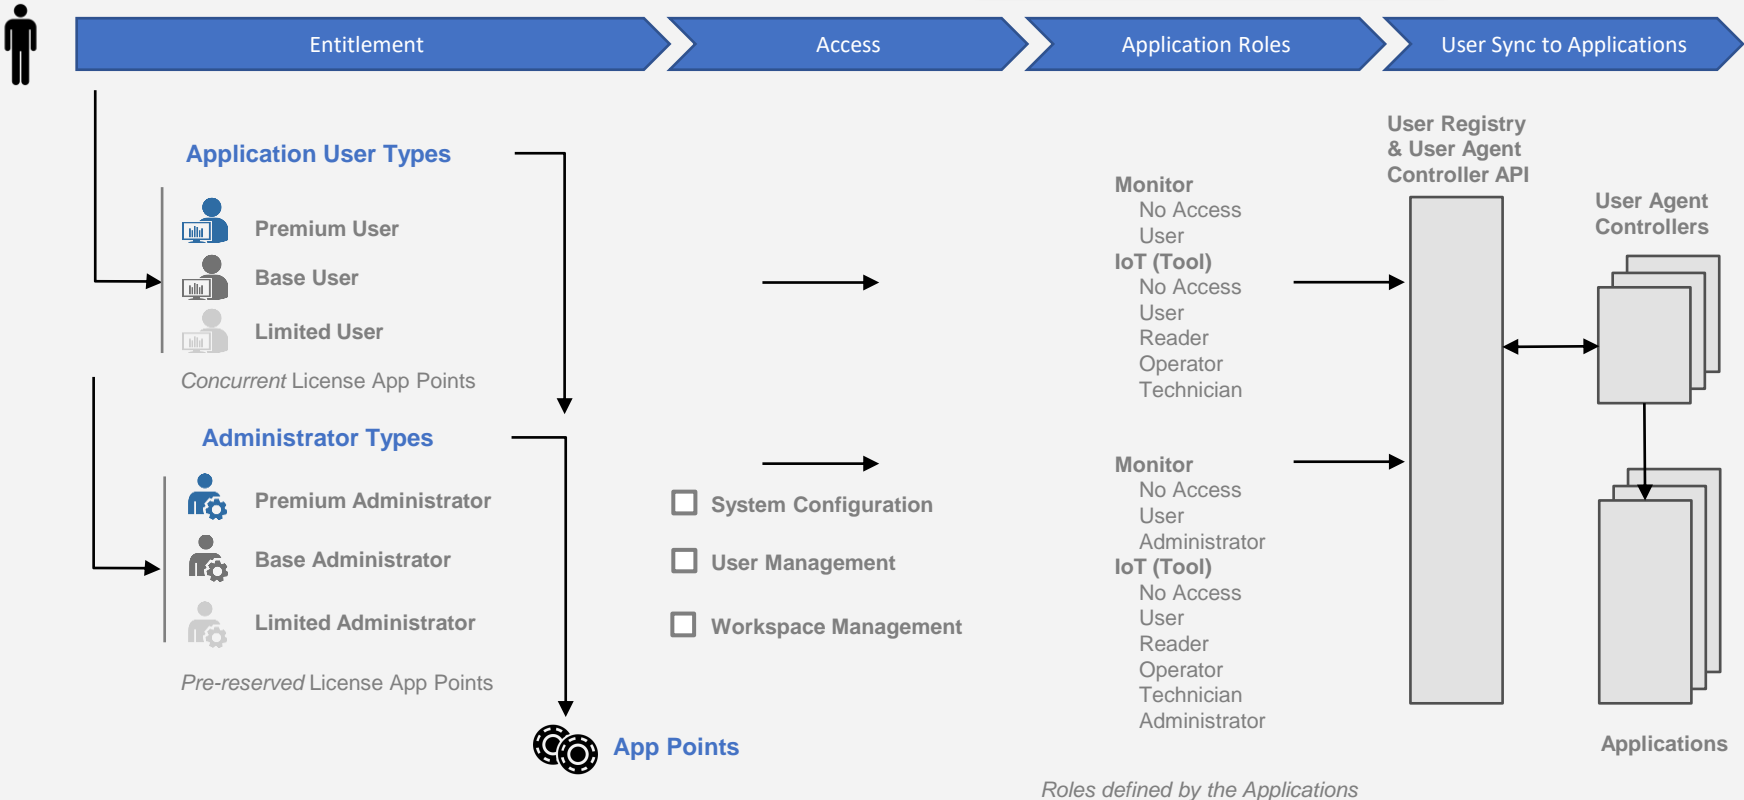 Entitlement
Access
Application Roles
User Sync to Applications
Application User Types
Premium User
Base User
Limited User
Concurrent License App Points
Administrator Types
Premium Administrator
Base Administrator
Limited Administrator
Pre-reserved License App Points
App Points
System Configuration
User Management
Workspace Management
Monitor
No Access
User
IoT (Tool)
No Access
User
Reader
Operator
Technician
Monitor
No Access
User
Administrator
IoT (Tool)
No Access
User
Reader
Operator
Technician
Administrator
Roles defined by the Applications
User Registry
& User Agent
Controller API
User Agent
Controllers
Applications